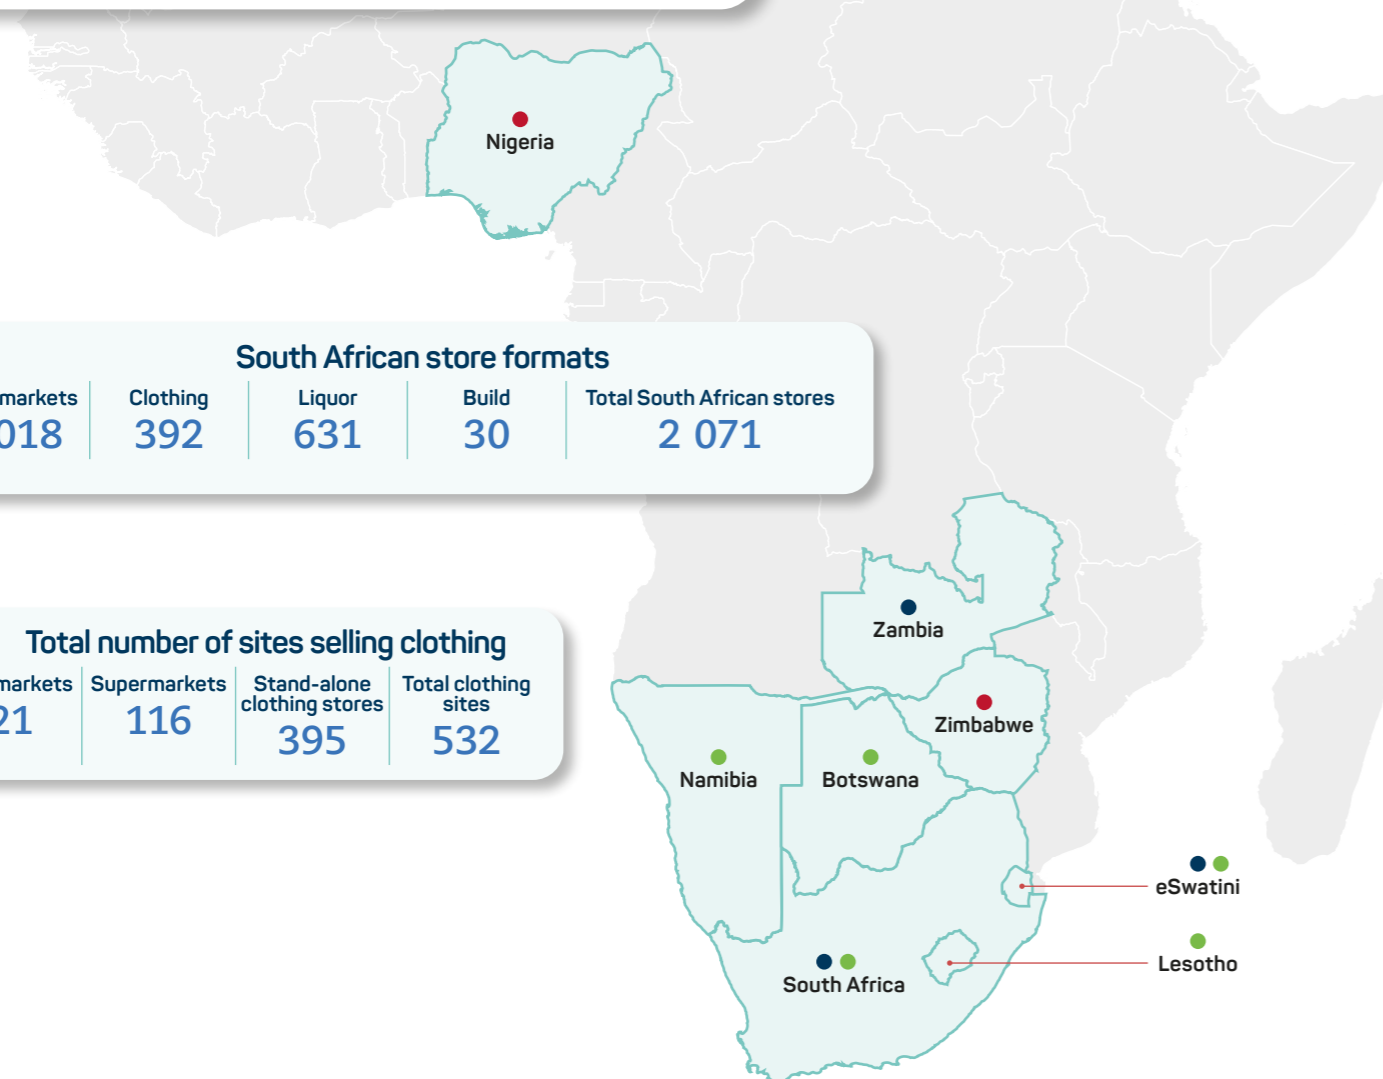 Nigeria
South African store formats
markets Clothing Liquor Build Total South African stores
018 392 631 30 2 071
Zambia
Total number of sites selling clothing
markets Supermarkets Stand-alone clothing stores Total clothing sites
21 116 395 532
Zimbabwe
Namibia
Botswana
eSwatini
Lesotho
South Africa